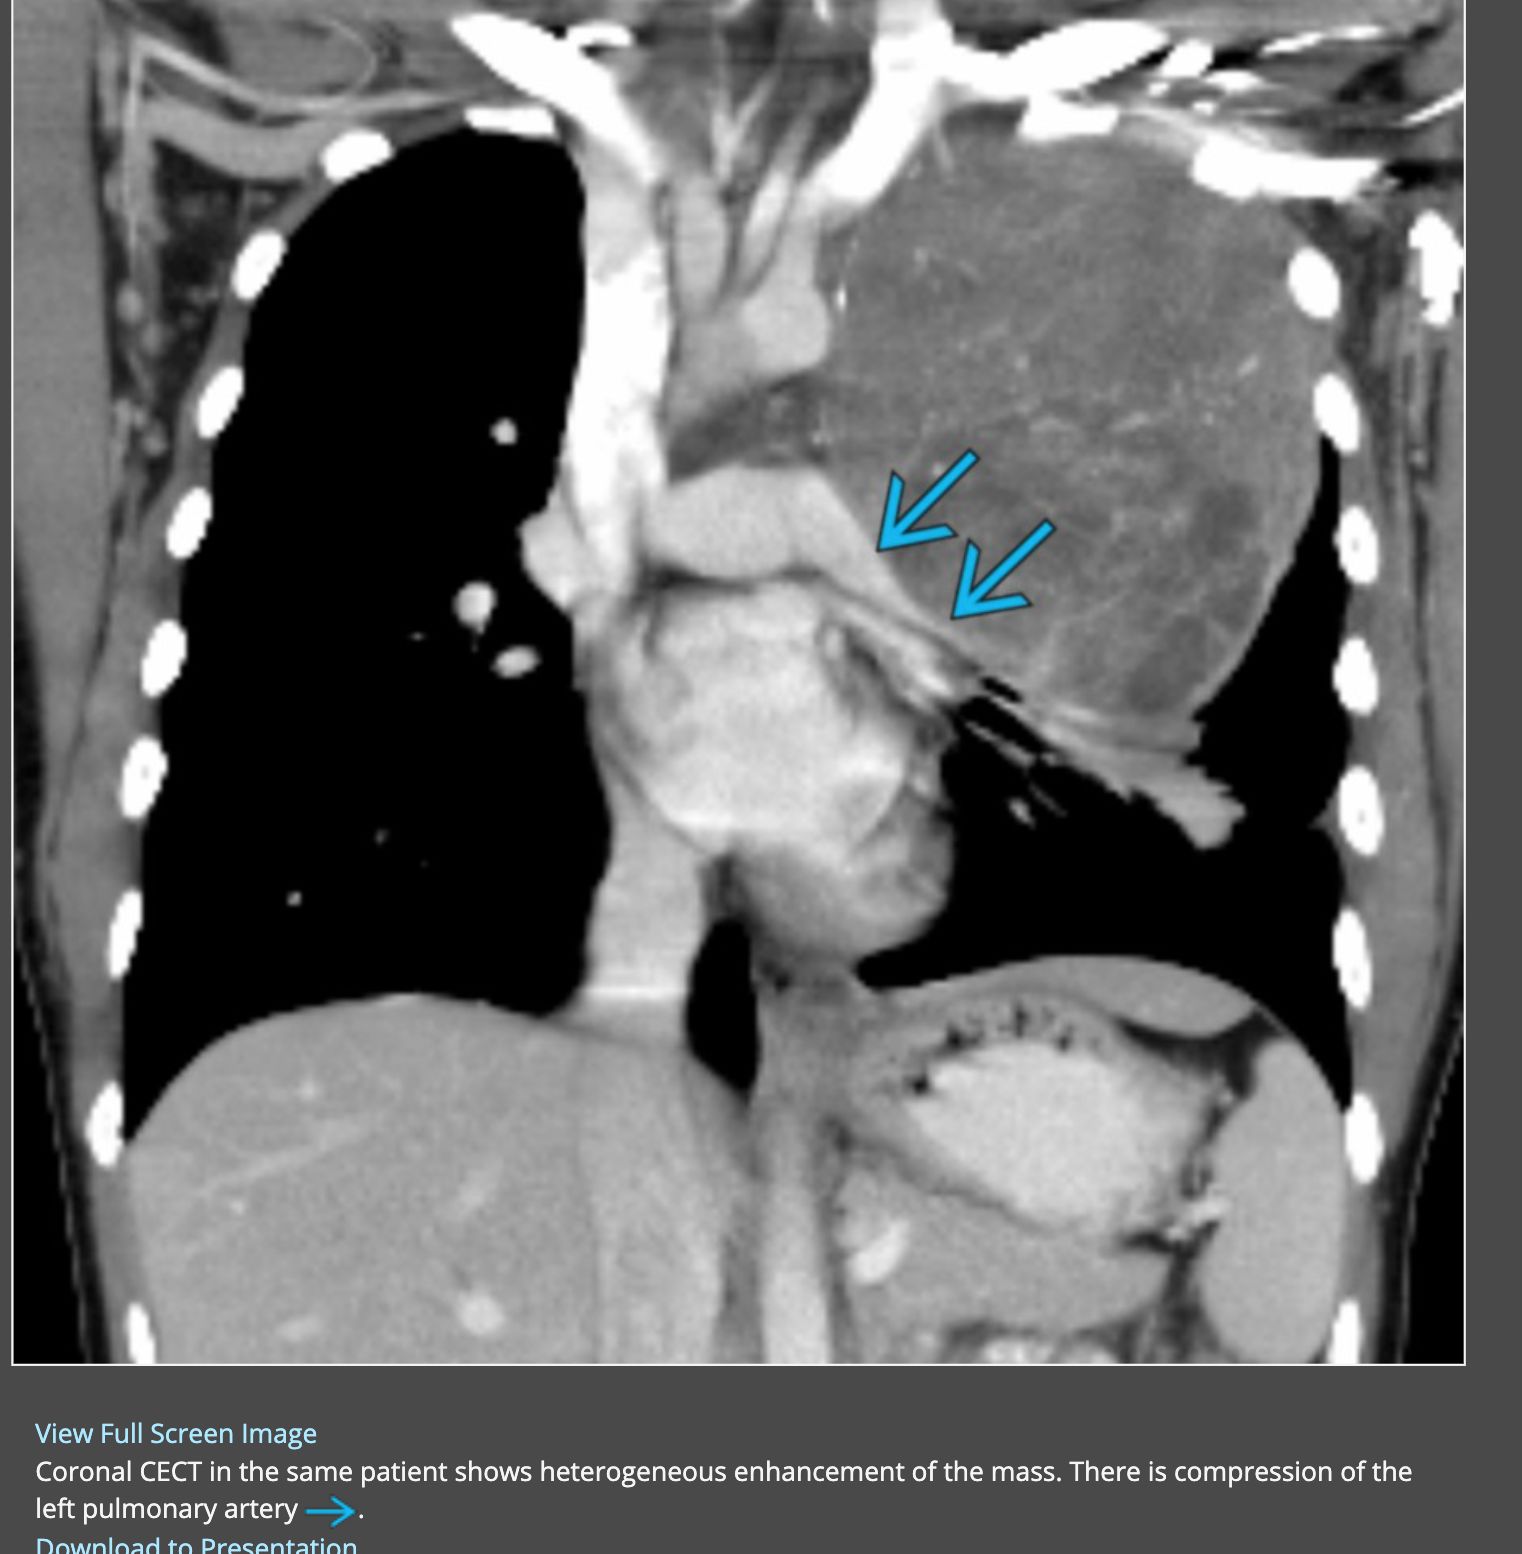 View Full Screen Image
Coronal CECT in the same patient shows heterogeneous enhancement of the mass. There is compression of the
left pulmonary artery .
Download to Presentation